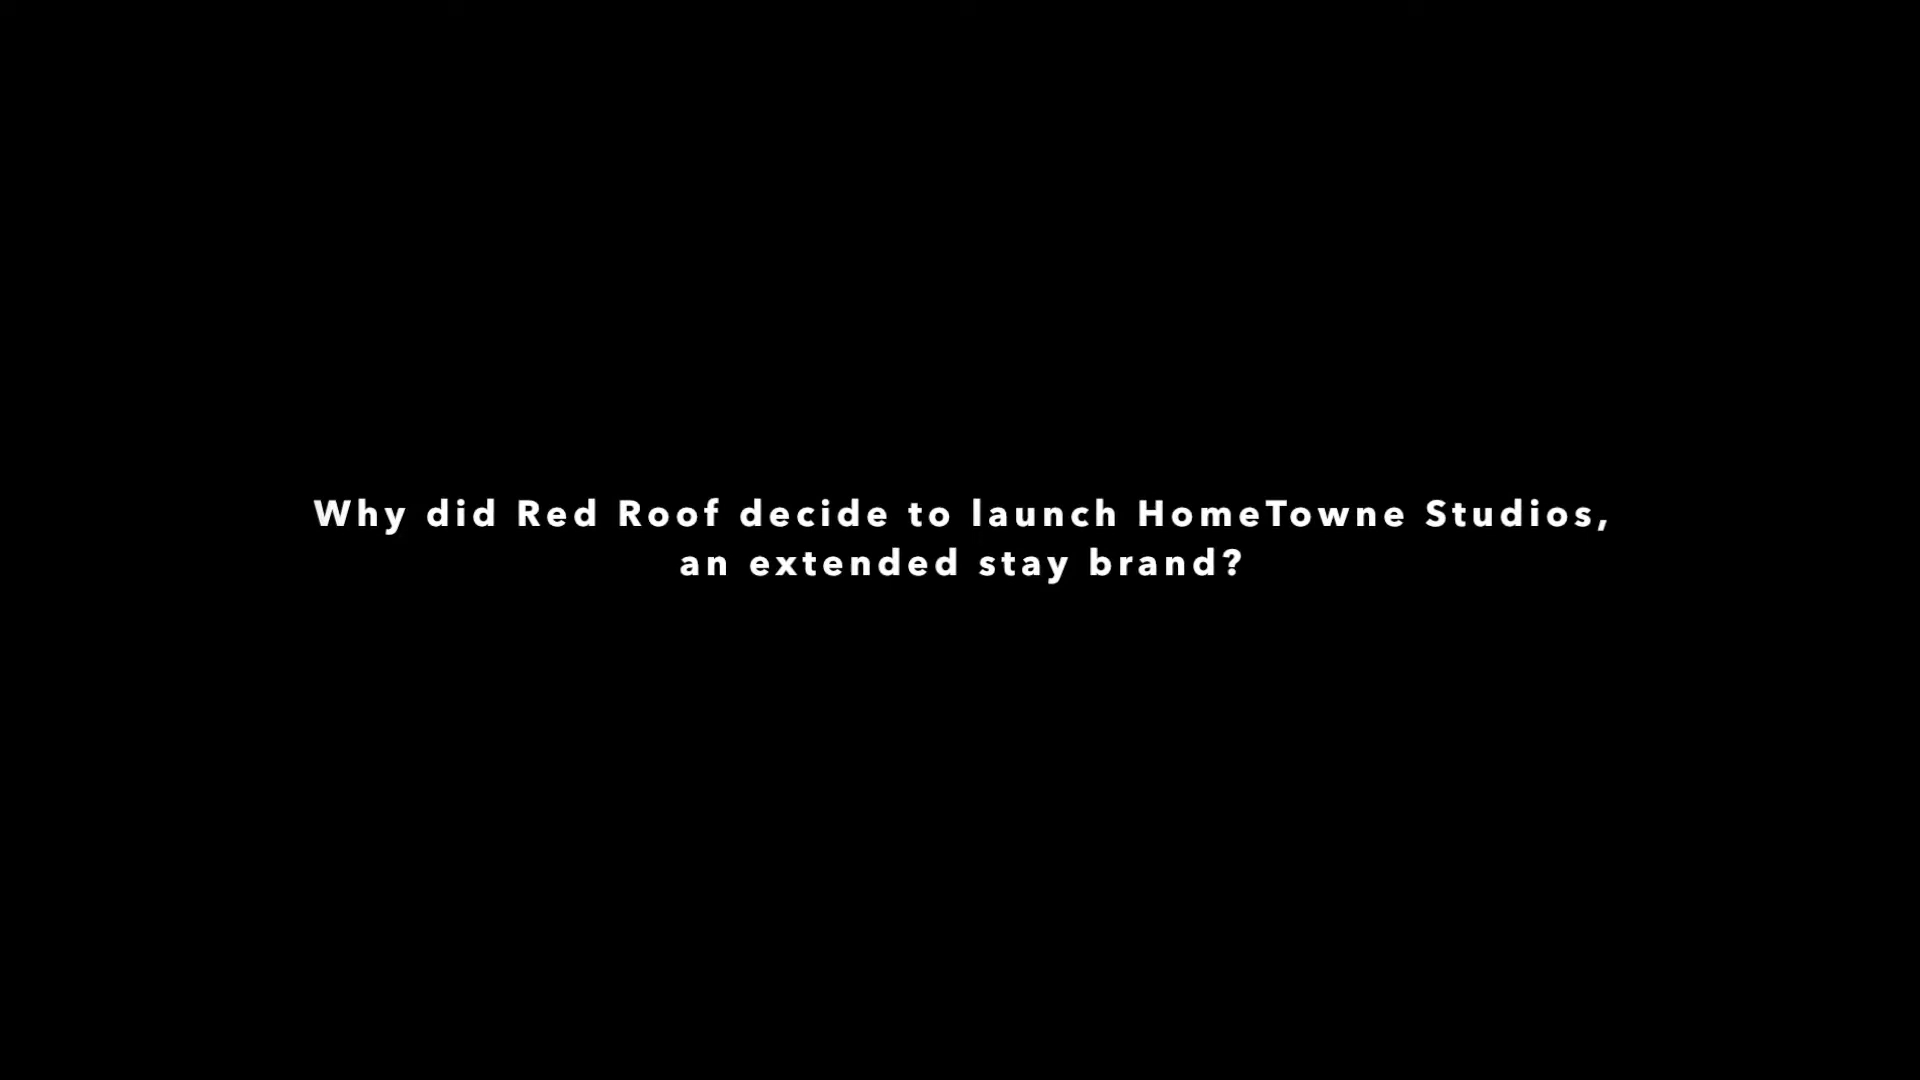 Why did Red Roof decide to launch HomeTowne Studios,
an extended stay brand?